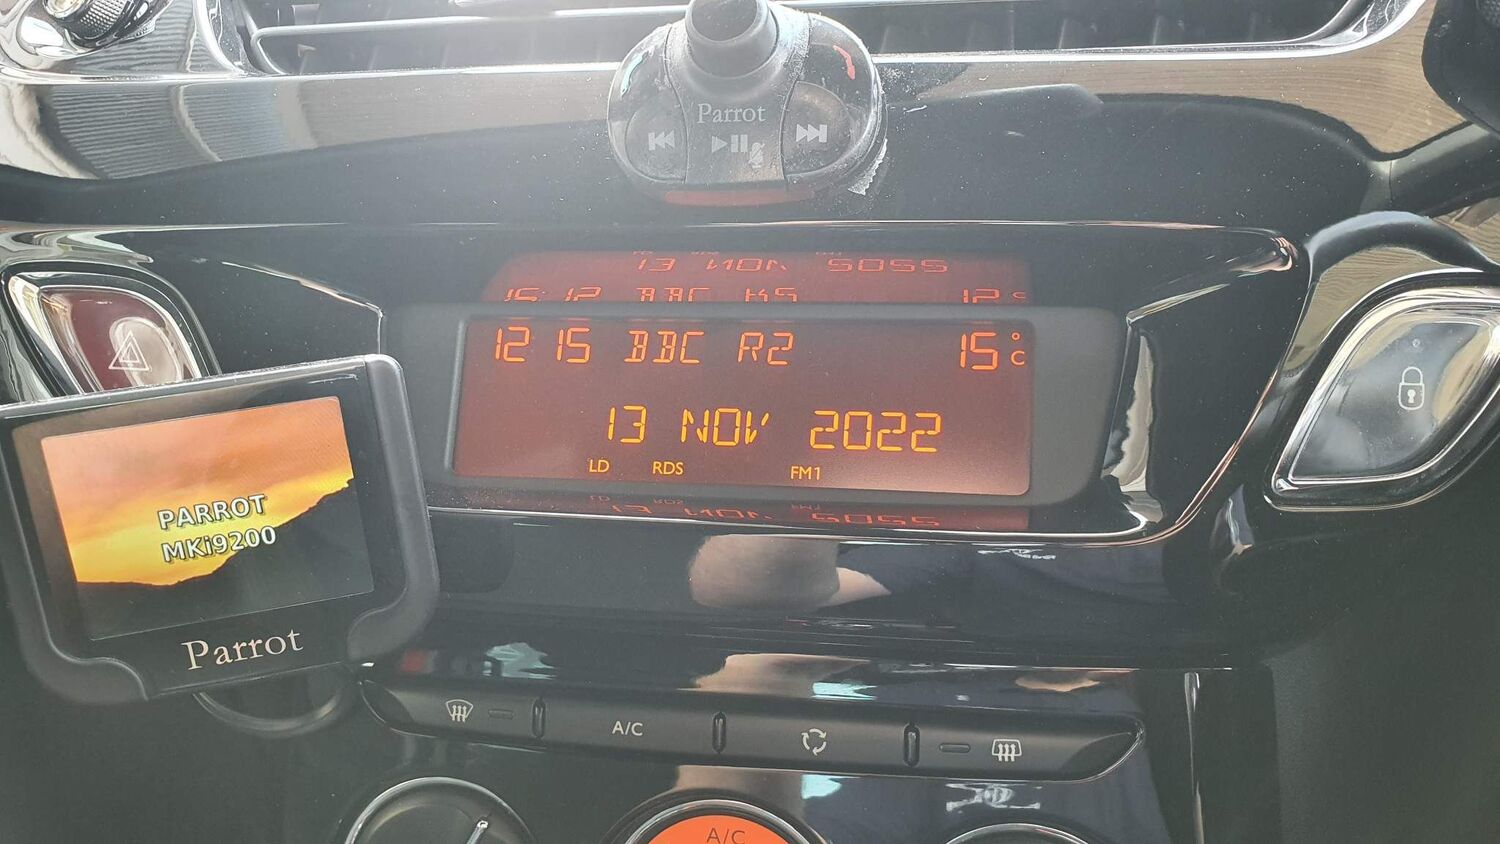 Parrot
12 15 BBC R2 15°C
13 NOV 2022
LD RDS FM1
PARROT
MKi9200
Parrot
A/C
A/C